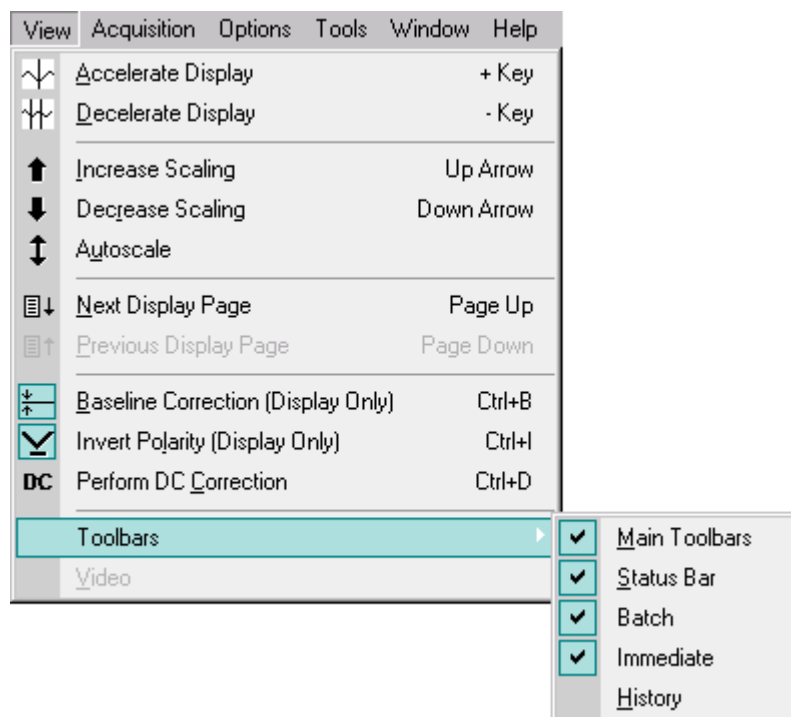 View Acquisition Options Tools Window Help
Accelerate Display + Key
Decelerate Display - Key
Increase Scaling Up Arrow
Decrease Scaling Down Arrow
Autoscale
Next Display Page Page Up
Previous Display Page Page Down
Baseline Correction (Display Only) Ctrl+B
Invert Polarity (Display Only) Ctrl+I
DC Perform DC Correction Ctrl+D
Toolbars
Main Toolbars
Video
Status Bar
Batch
Immediate
History